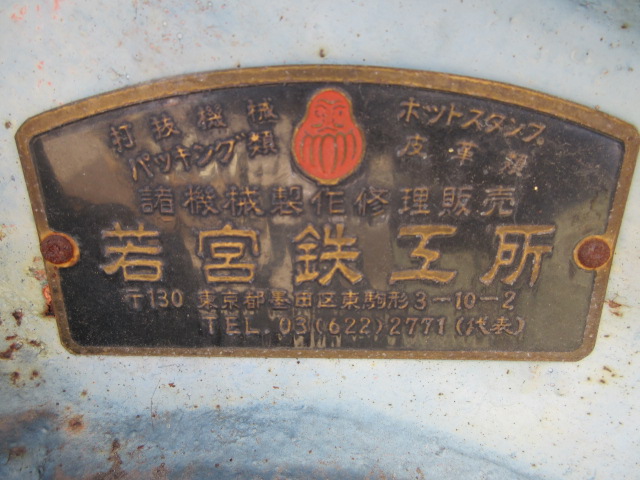 打抜機械
パッキング類
ホットスタンプ
皮革漉
諸機械製作修理販売
若宮鉄工所
〒130 東京都墨田区東駒形3-10-2
TEL. 03(622)2771(代表)